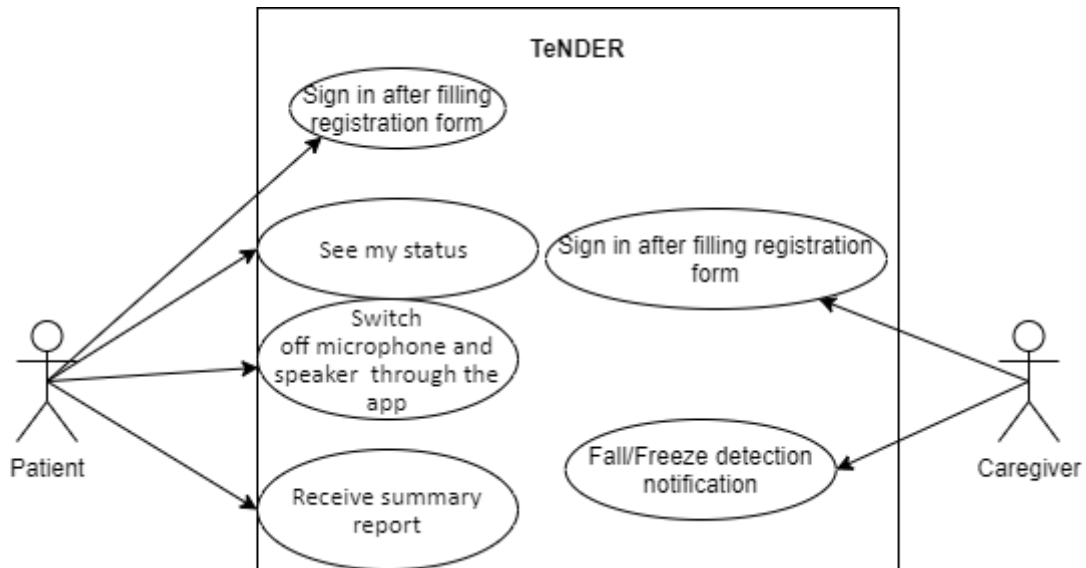 TeNDER
Sign in after filling
registration form
See my status
Sign in after filling registration
form
Switch
off microphone and
speaker through the
app
Fall/Freeze detection
notification
Patient
Caregiver
Receive summary
report